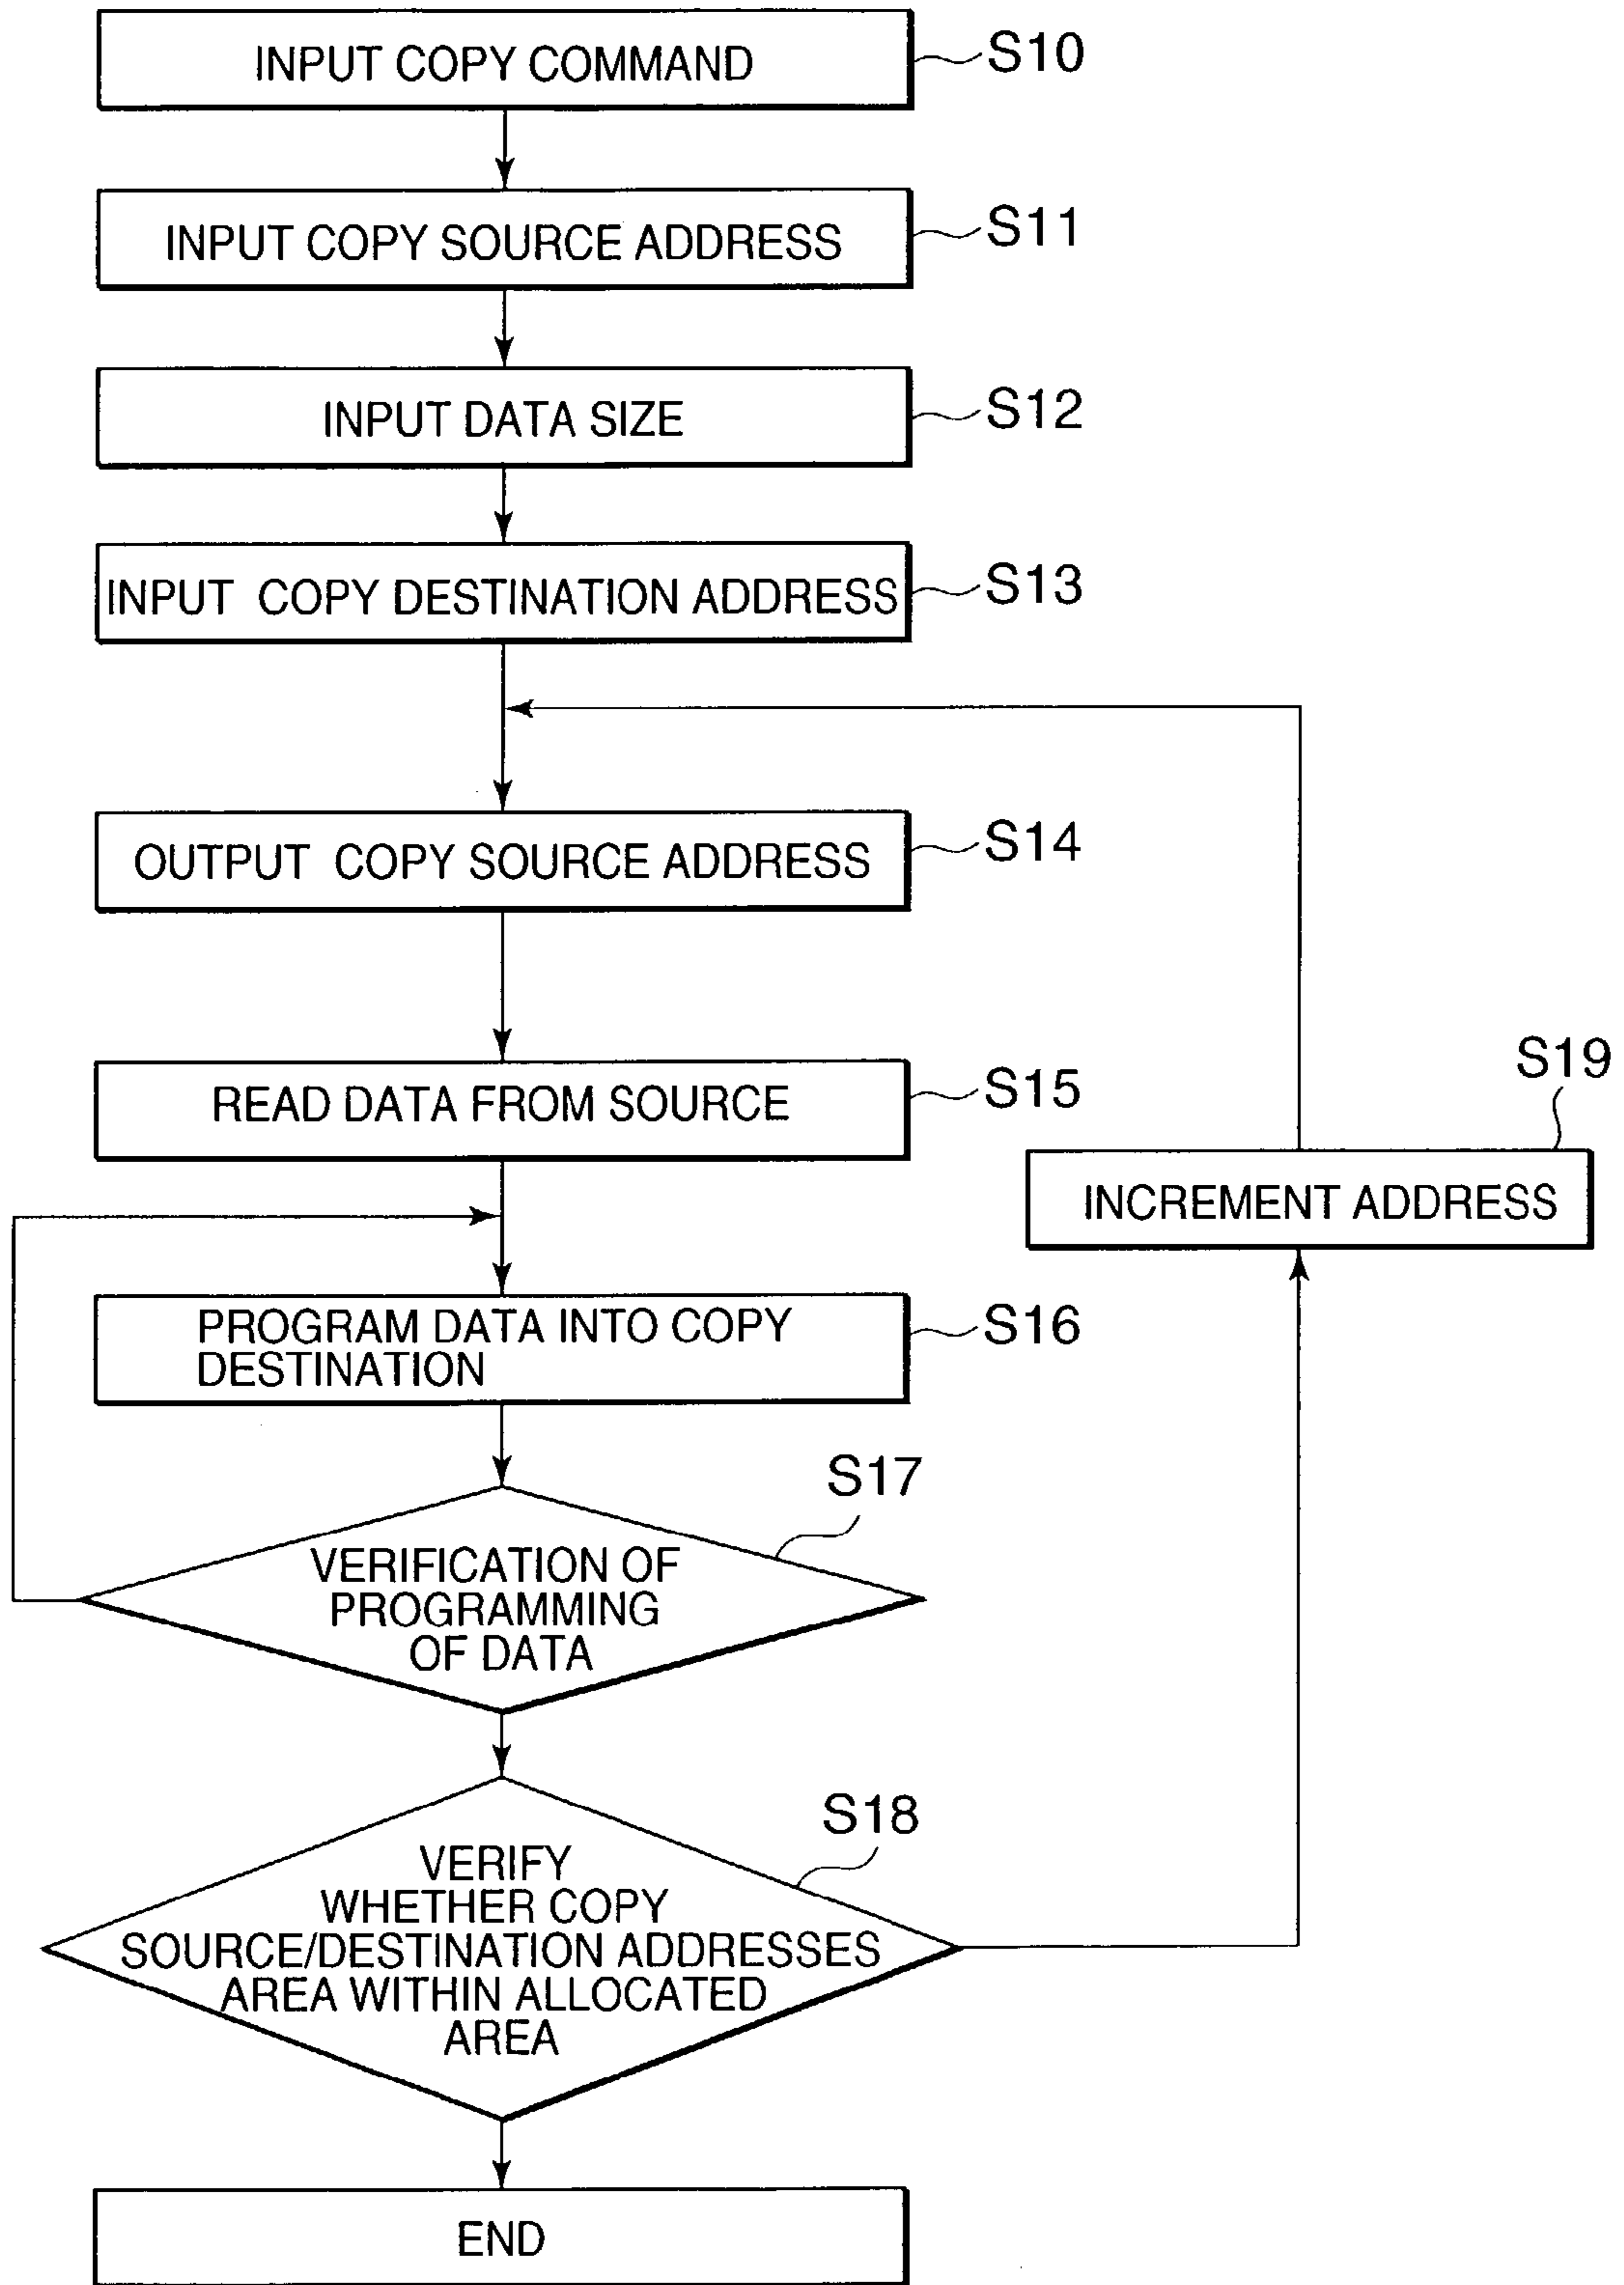 INPUT COPY COMMAND
S10
INPUT COPY SOURCE ADDRESS
S11
INPUT DATA SIZE
S12
INPUT COPY DESTINATION ADDRESS
S13
OUTPUT COPY SOURCE ADDRESS
S14
READ DATA FROM SOURCE
S15
S19
INCREMENT ADDRESS
PROGRAM DATA INTO COPY
DESTINATION
S16
S17
VERIFICATION OF
PROGRAMMING
OF DATA
S18
VERIFY
WHETHER COPY
SOURCE/DESTINATION ADDRESSES
AREA WITHIN ALLOCATED
AREA
END